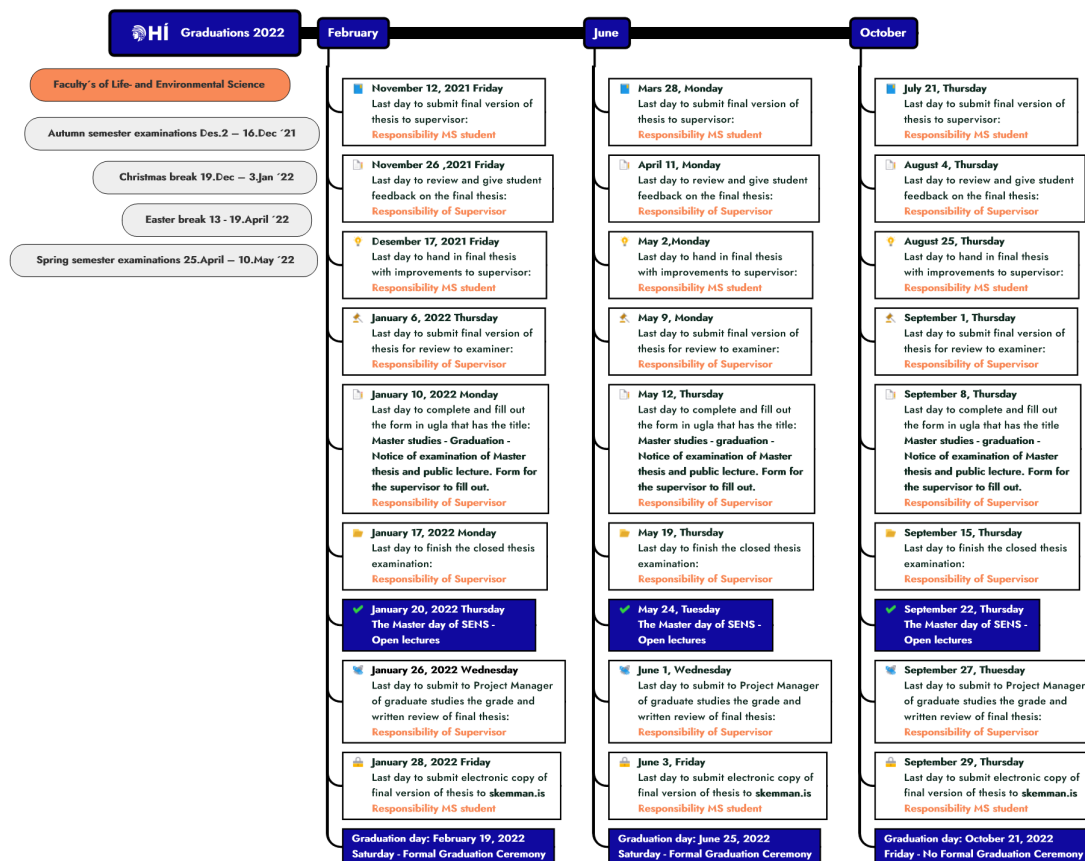 HÍ Graduations 2022
Faculty´s of Life- and Environmental Science
Autumn semester examinations Des.2 – 16.Dec ´21
Christmas break 19.Dec – 3.Jan ´22
Easter break 13 - 19.April ´22
Spring semester examinations 25.April – 10.May ´22
February
November 12, 2021 Friday
Last day to submit final version of
thesis to supervisor:
Responsibility MS student
November 26 ,2021 Friday
Last day to review and give student
feedback on the final thesis:
Responsibility of Supervisor
Desember 17, 2021 Friday
Last day to hand in final thesis
with improvements to supervisor:
Responsibility MS student
January 6, 2022 Thursday
Last day to submit final version of
thesis for review to examiner:
Responsibility of Supervisor
January 10, 2022 Monday
Last day to complete and fill out
the form in ugla that has the title:
Master studies - Graduation -
Notice of examination of Master
thesis and public lecture. Form for
the supervisor to fill out.
Responsibility of Supervisor
January 17, 2022 Monday
Last day to finish the closed thesis
examination:
Responsibility of Supervisor
January 20, 2022 Thursday
The Master day of SENS -
Open lectures
January 26, 2022 Wednesday
Last day to submit to Project Manager
of graduate studies the grade and
written review of final thesis:
Responsibility of Supervisor
January 28, 2022 Friday
Last day to submit electronic copy of
final version of thesis to skemman.is
Responsibility MS student
Graduation day: February 19, 2022
Saturday - Formal Graduation Ceremony
June
Mars 28, Monday
Last day to submit final version of
thesis to supervisor:
Responsibility MS student
April 11, Monday
Last day to review and give student
feedback on the final thesis:
Responsibility of Supervisor
May 2,Monday
Last day to hand in final thesis
with improvements to supervisor:
Responsibility MS student
May 9, Monday
Last day to submit final version of
thesis for review to examiner:
Responsibility of Supervisor
May 12, Thursday
Last day to complete and fill out
the form in ugla that has the title:
Master studies - graduation -
Notice of examination of Master
thesis and public lecture. Form for
the supervisor to fill out.
Responsibility of Supervisor
May 19, Thursday
Last day to finish the closed thesis
examination:
Responsibility of Supervisor
May 24, Tuesday
The Master day of SENS -
Open lectures
June 1, Wednesday
Last day to submit to Project Manager
of graduate studies the grade and
written review of final thesis:
Responsibility of Supervisor
June 3, Friday
Last day to submit electronic copy of
final version of thesis to skemman.is
Responsibility MS student
Graduation day: June 25, 2022
Saturday - Formal Graduation Ceremony
October
July 21, Thursday
Last day to submit final version of
thesis to supervisor:
Responsibility MS student
August 4, Thursday
Last day to review and give student
feedback on the final thesis:
Responsibility of Supervisor
August 25, Thursday
Last day to hand in final thesis
with improvements to supervisor:
Responsibility MS student
September 1, Thursday
Last day to submit final version of
thesis for review to examiner:
Responsibility of Supervisor
September 8, Thursday
Last day to complete and fill out
the form in ugla that has the title
Master studies - graduation -
Notice of examination of Master
thesis and public lecture. Form for
the supervisor to fill out.
Responsibility of Supervisor
September 15, Thursday
Last day to finish the closed thesis
examination:
Responsibility of Supervisor
September 22, Thursday
The Master day of SENS -
Open lectures
September 27, Thuesday
Last day to submit to Project Manager
of graduate studies the grade and
written review of final thesis:
Responsibility of Supervisor
September 29, Thursday
Last day to submit electronic copy of
final version of thesis to skemman.is
Responsibility MS student
Graduation day: October 21, 2022
Friday - No Formal Graduation Ceremony